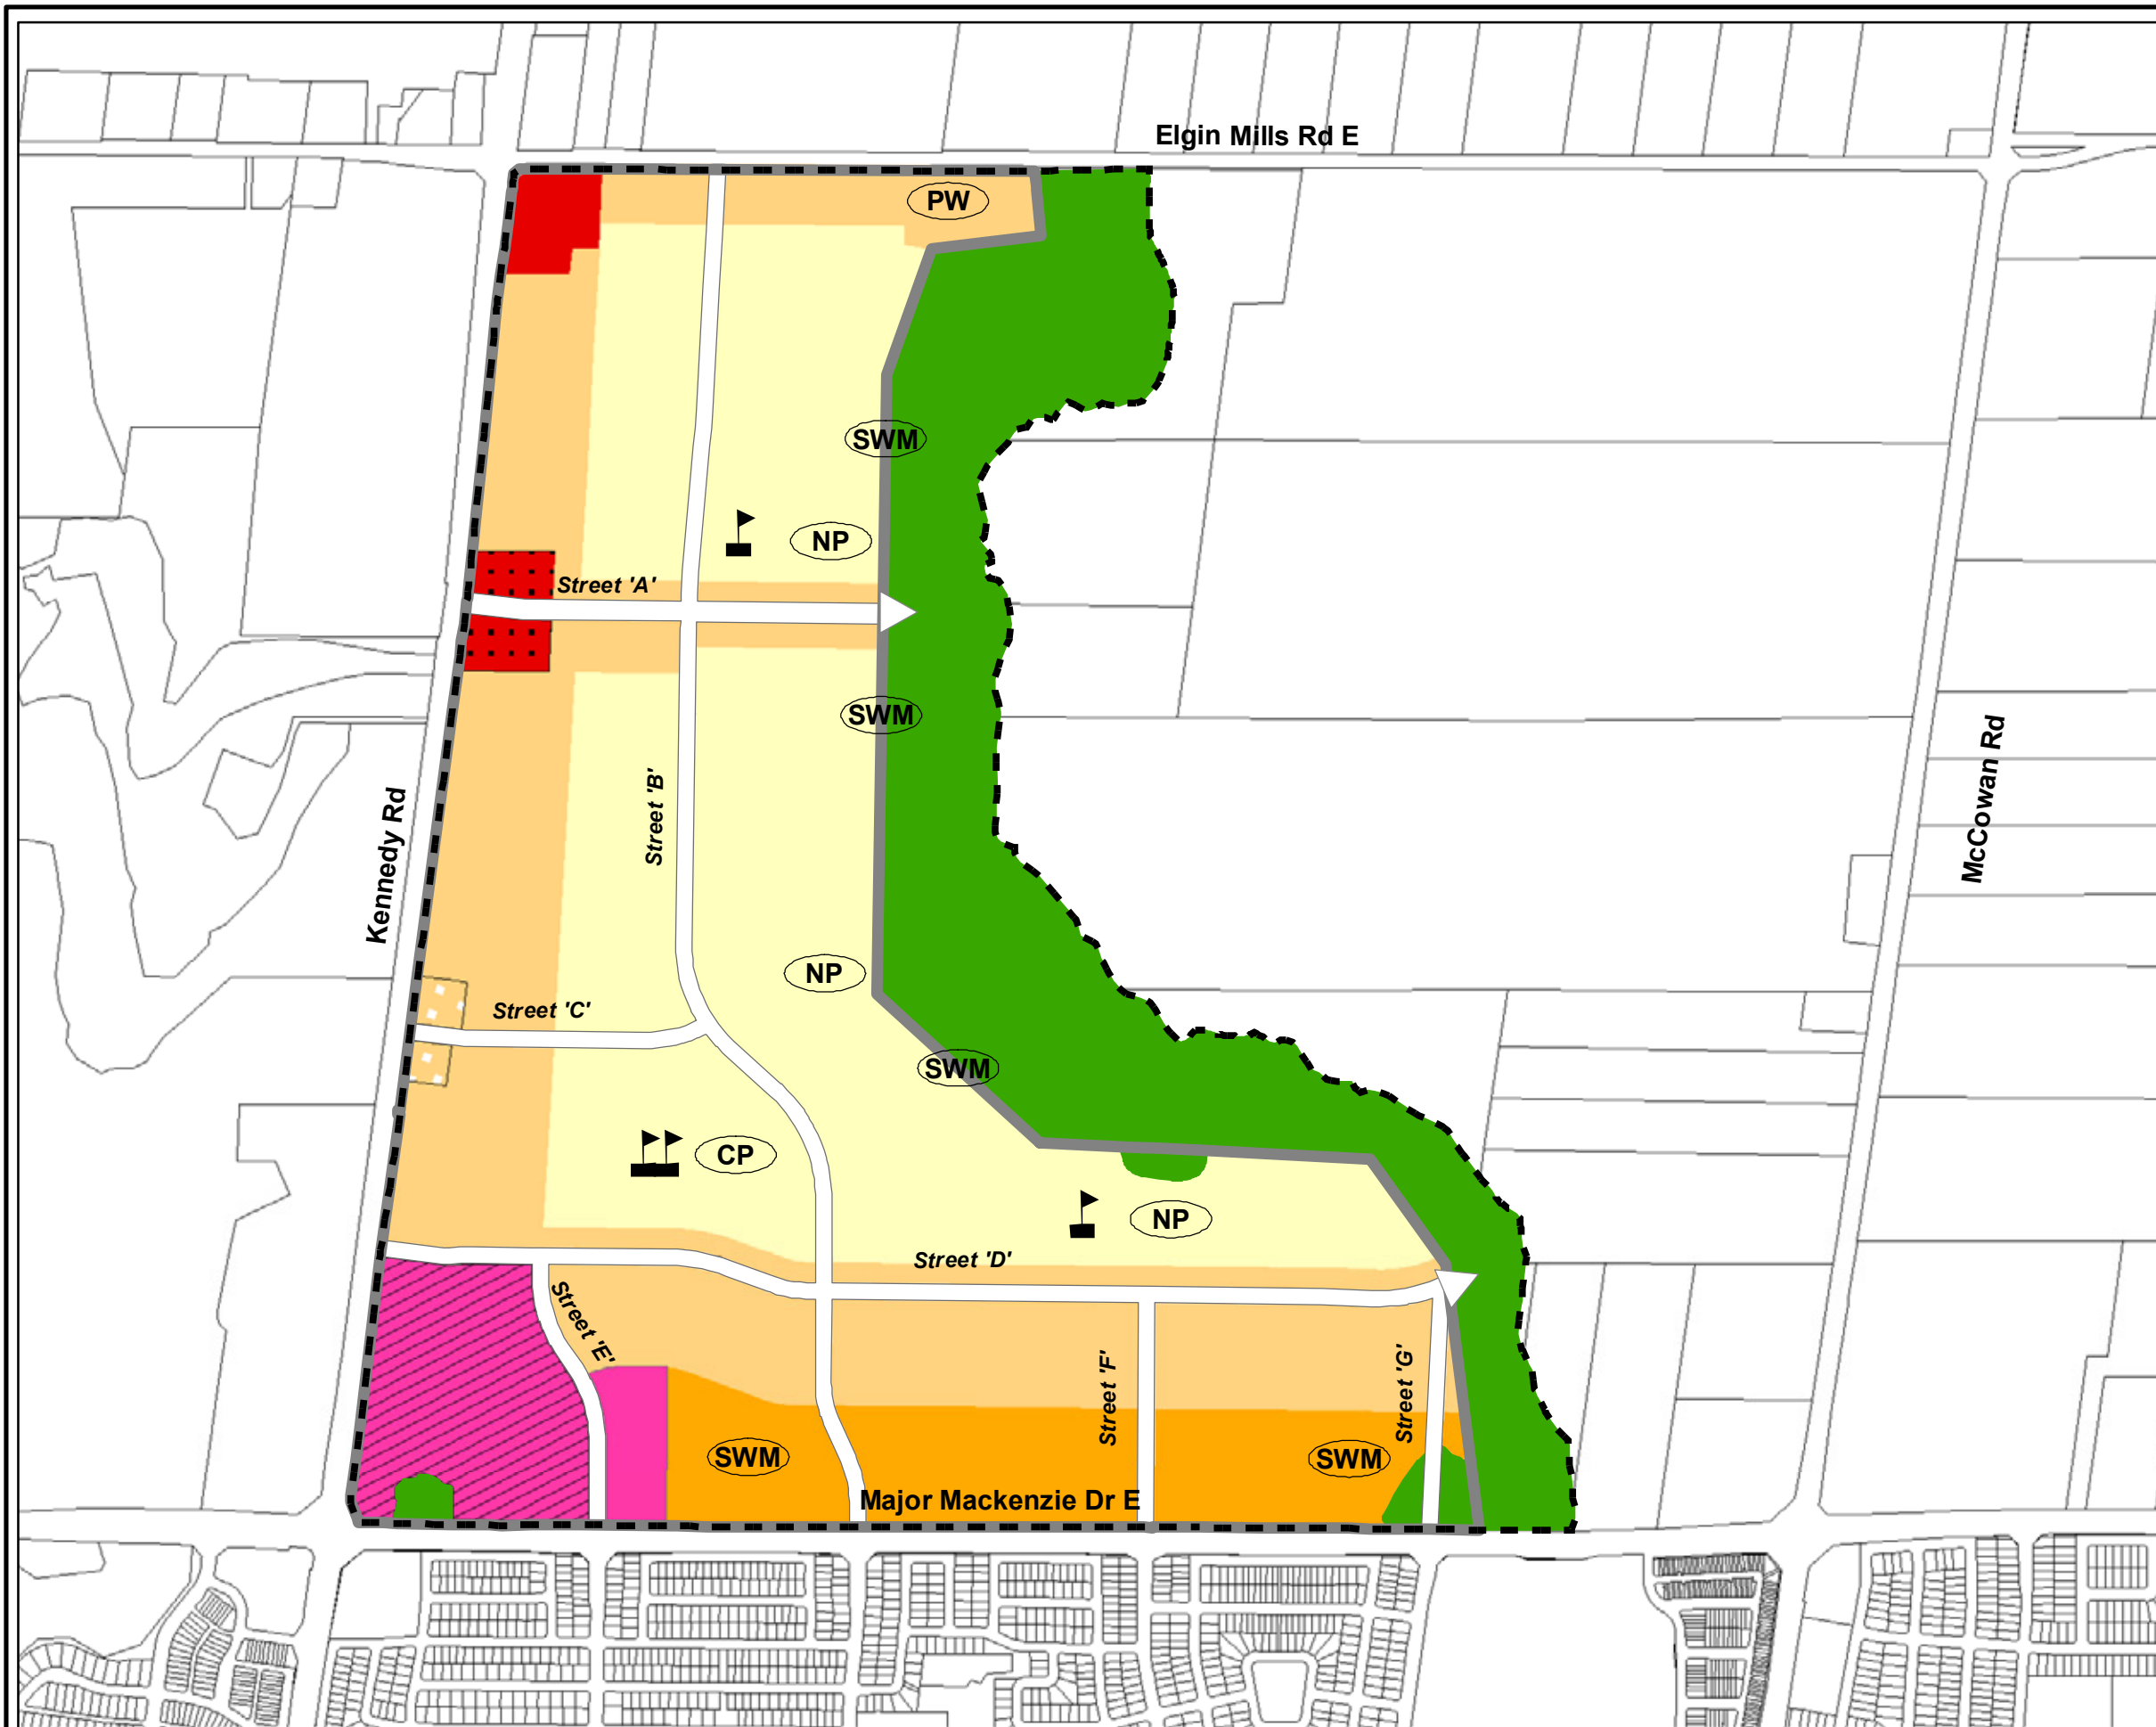 Elgin Mills Rd E
PW
SWM
NP
Street 'A'
SWM
McCowan Rd
Street 'B'
Kennedy Rd
NP
Street 'C'
SWM
CP
NP
Street 'D'
Street 'E'
Street 'F'
Street 'G'
SWM
SWM
Major Mackenzie Dr E